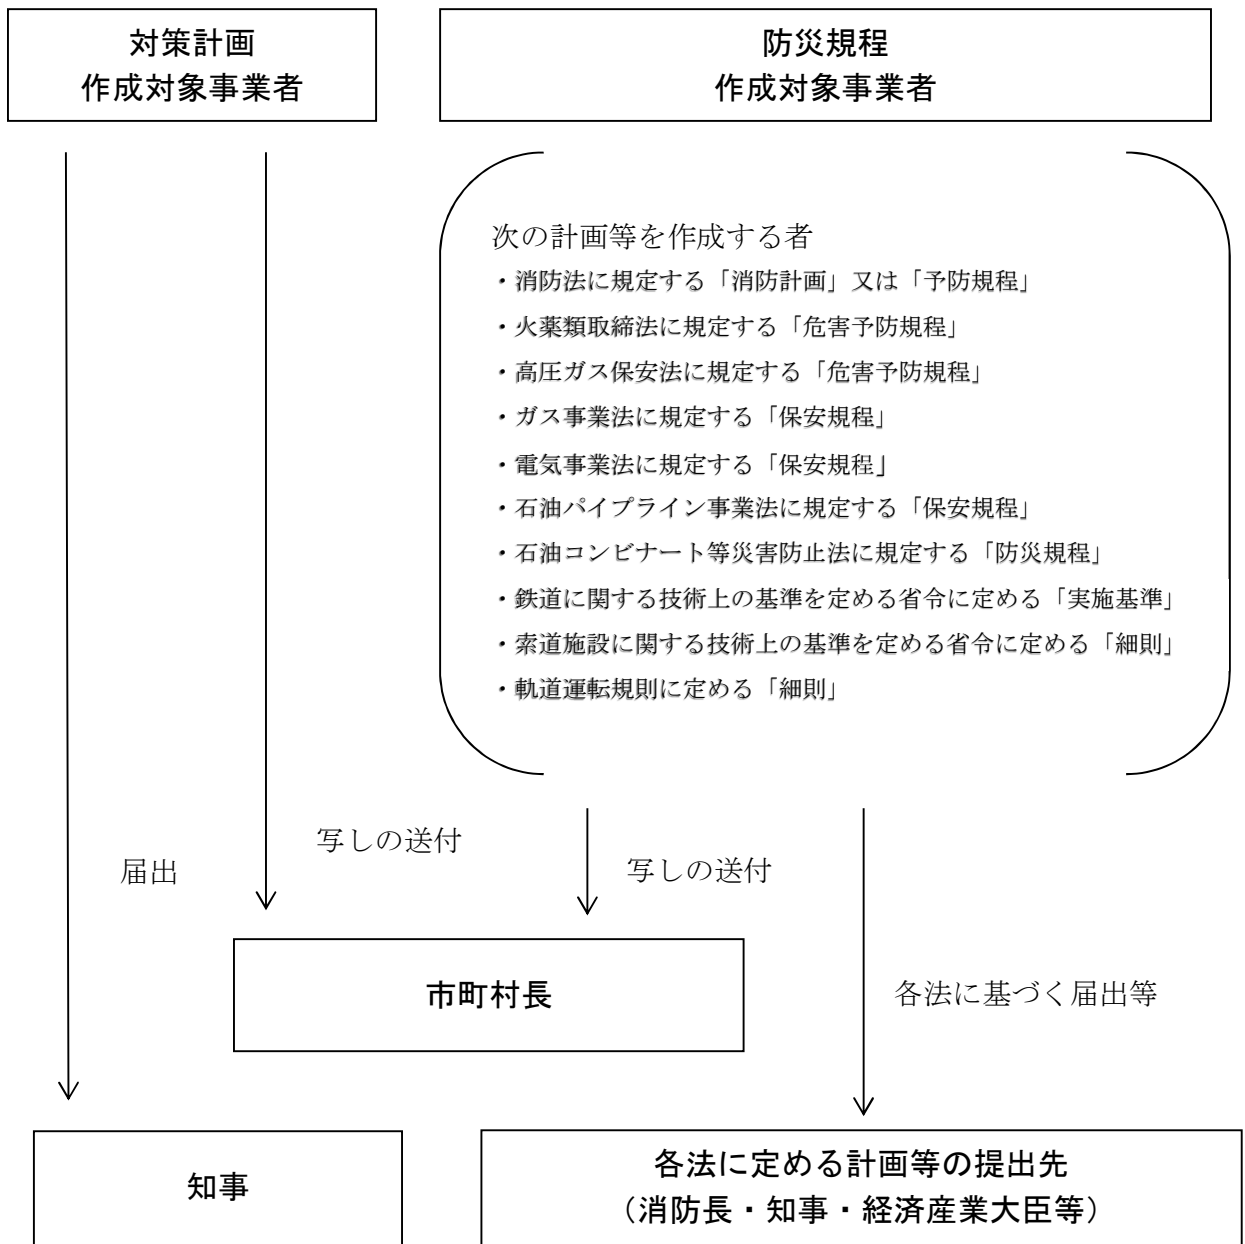 対策計画
作成対象事業者
防災規程
作成対象事業者
次の計画等を作成する者
・消防法に規定する「消防計画」又は「予防規程」
・火薬類取締法に規定する「危害予防規程」
・高圧ガス保安法に規定する「危害予防規程」
・ガス事業法に規定する「保安規程」
・電気事業法に規定する「保安規程」
・石油パイプライン事業法に規定する「保安規程」
・石油コンビナート等災害防止法に規定する「防災規程」
・鉄道に関する技術上の基準を定める省令に定める「実施基準」
・索道施設に関する技術上の基準を定める省令に定める「細則」
・軌道運転規則に定める「細則」
届出
写しの送付
写しの送付
市町村長
各法に基づく届出等
知事
各法に定める計画等の提出先
（消防長・知事・経済産業大臣等）